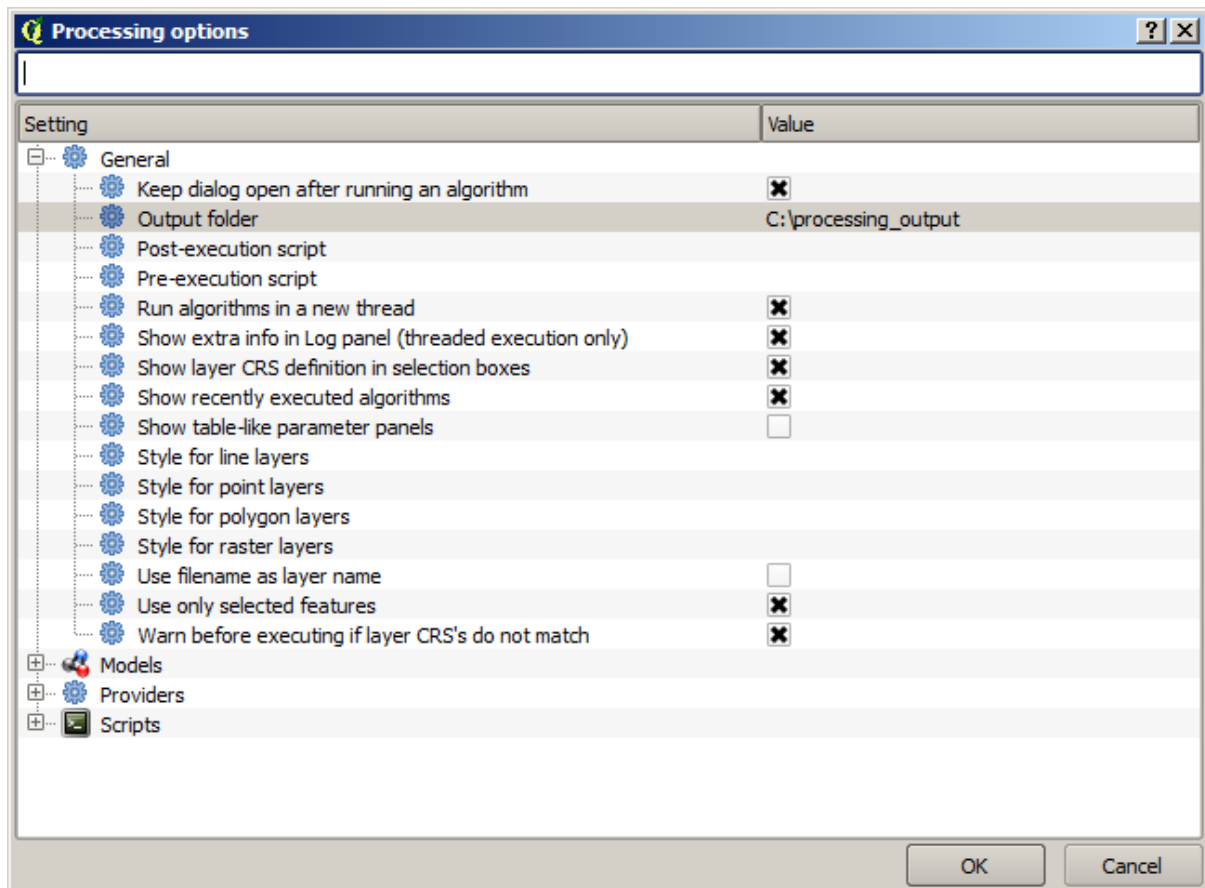 Processing options
Setting Value
General
Keep dialog open after running an algorithm
Output folder C:\processing_output
Post-execution script
Pre-execution script
Run algorithms in a new thread
Show extra info in Log panel (threaded execution only)
Show layer CRS definition in selection boxes
Show recently executed algorithms
Show table-like parameter panels
Style for line layers
Style for point layers
Style for polygon layers
Style for raster layers
Use filename as layer name
Use only selected features
Warn before executing if layer CRS's do not match
Models
Providers
Scripts
OK Cancel